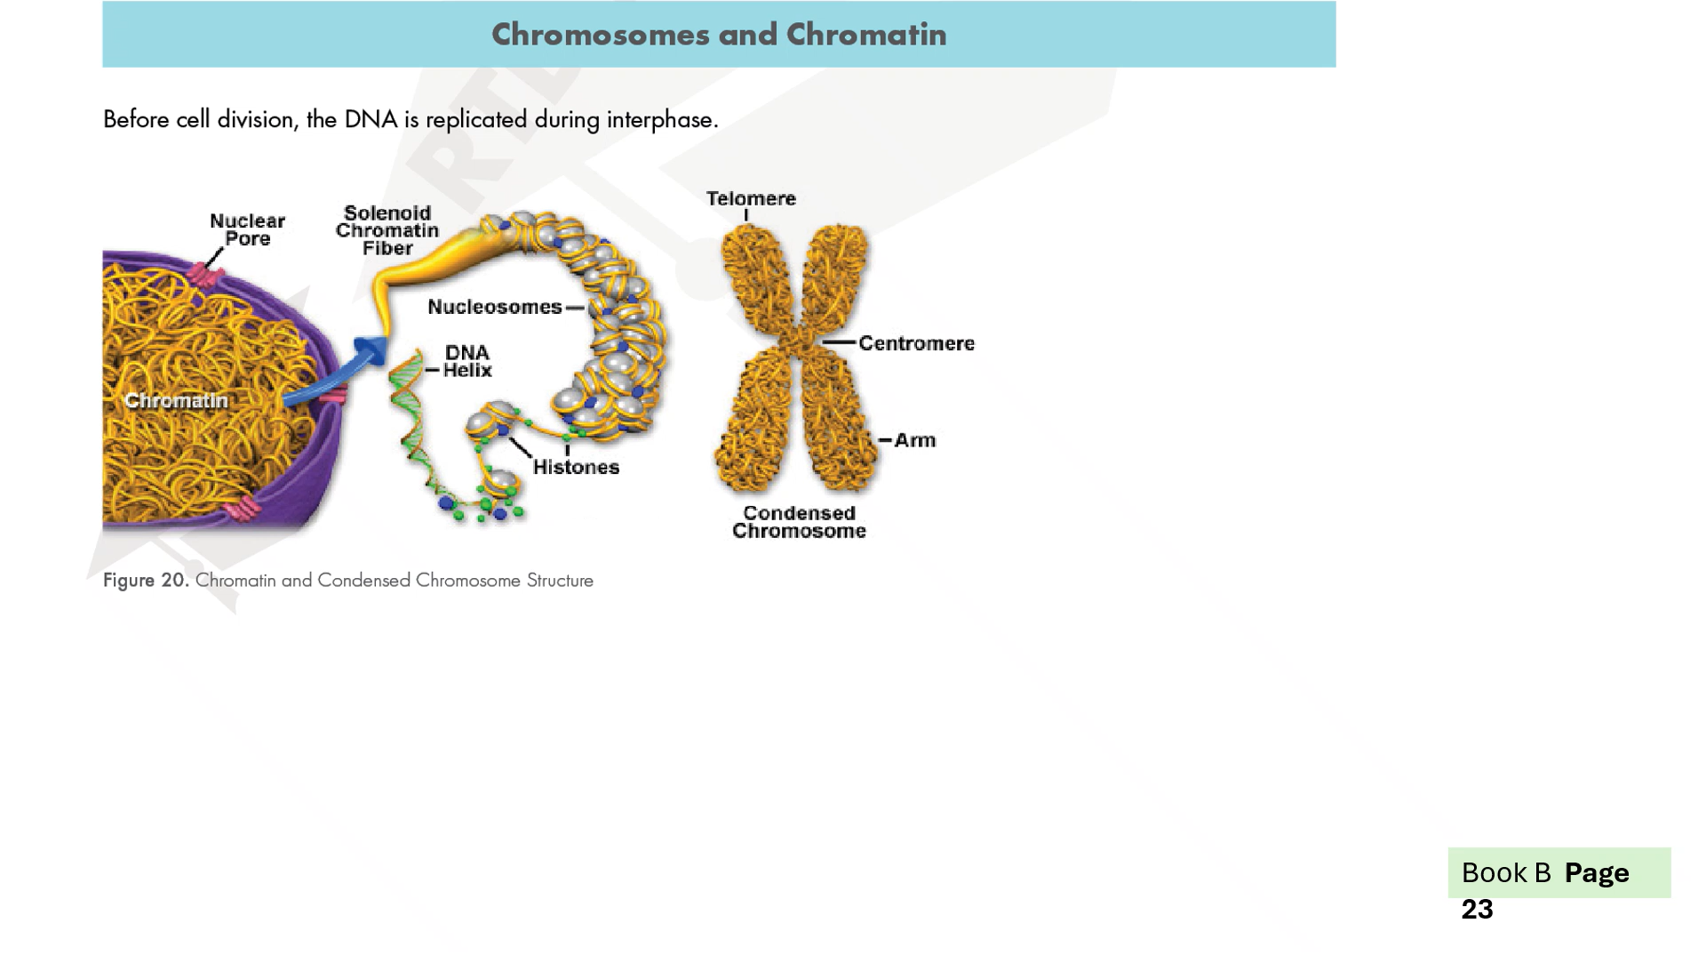 Chromosomes and Chromatin
Before cell division, the DNA is replicated during interphase.
Telomere
Nuclear
Pore
Solenoid
Chromatin
Fiber
Nucleosomes
DNA
Helix
Centromere
Chromatin
Arm
Histones
Condensed
Chromosome
Figure 20. Chromatin and Condensed Chromosome Structure
Book B Page
23